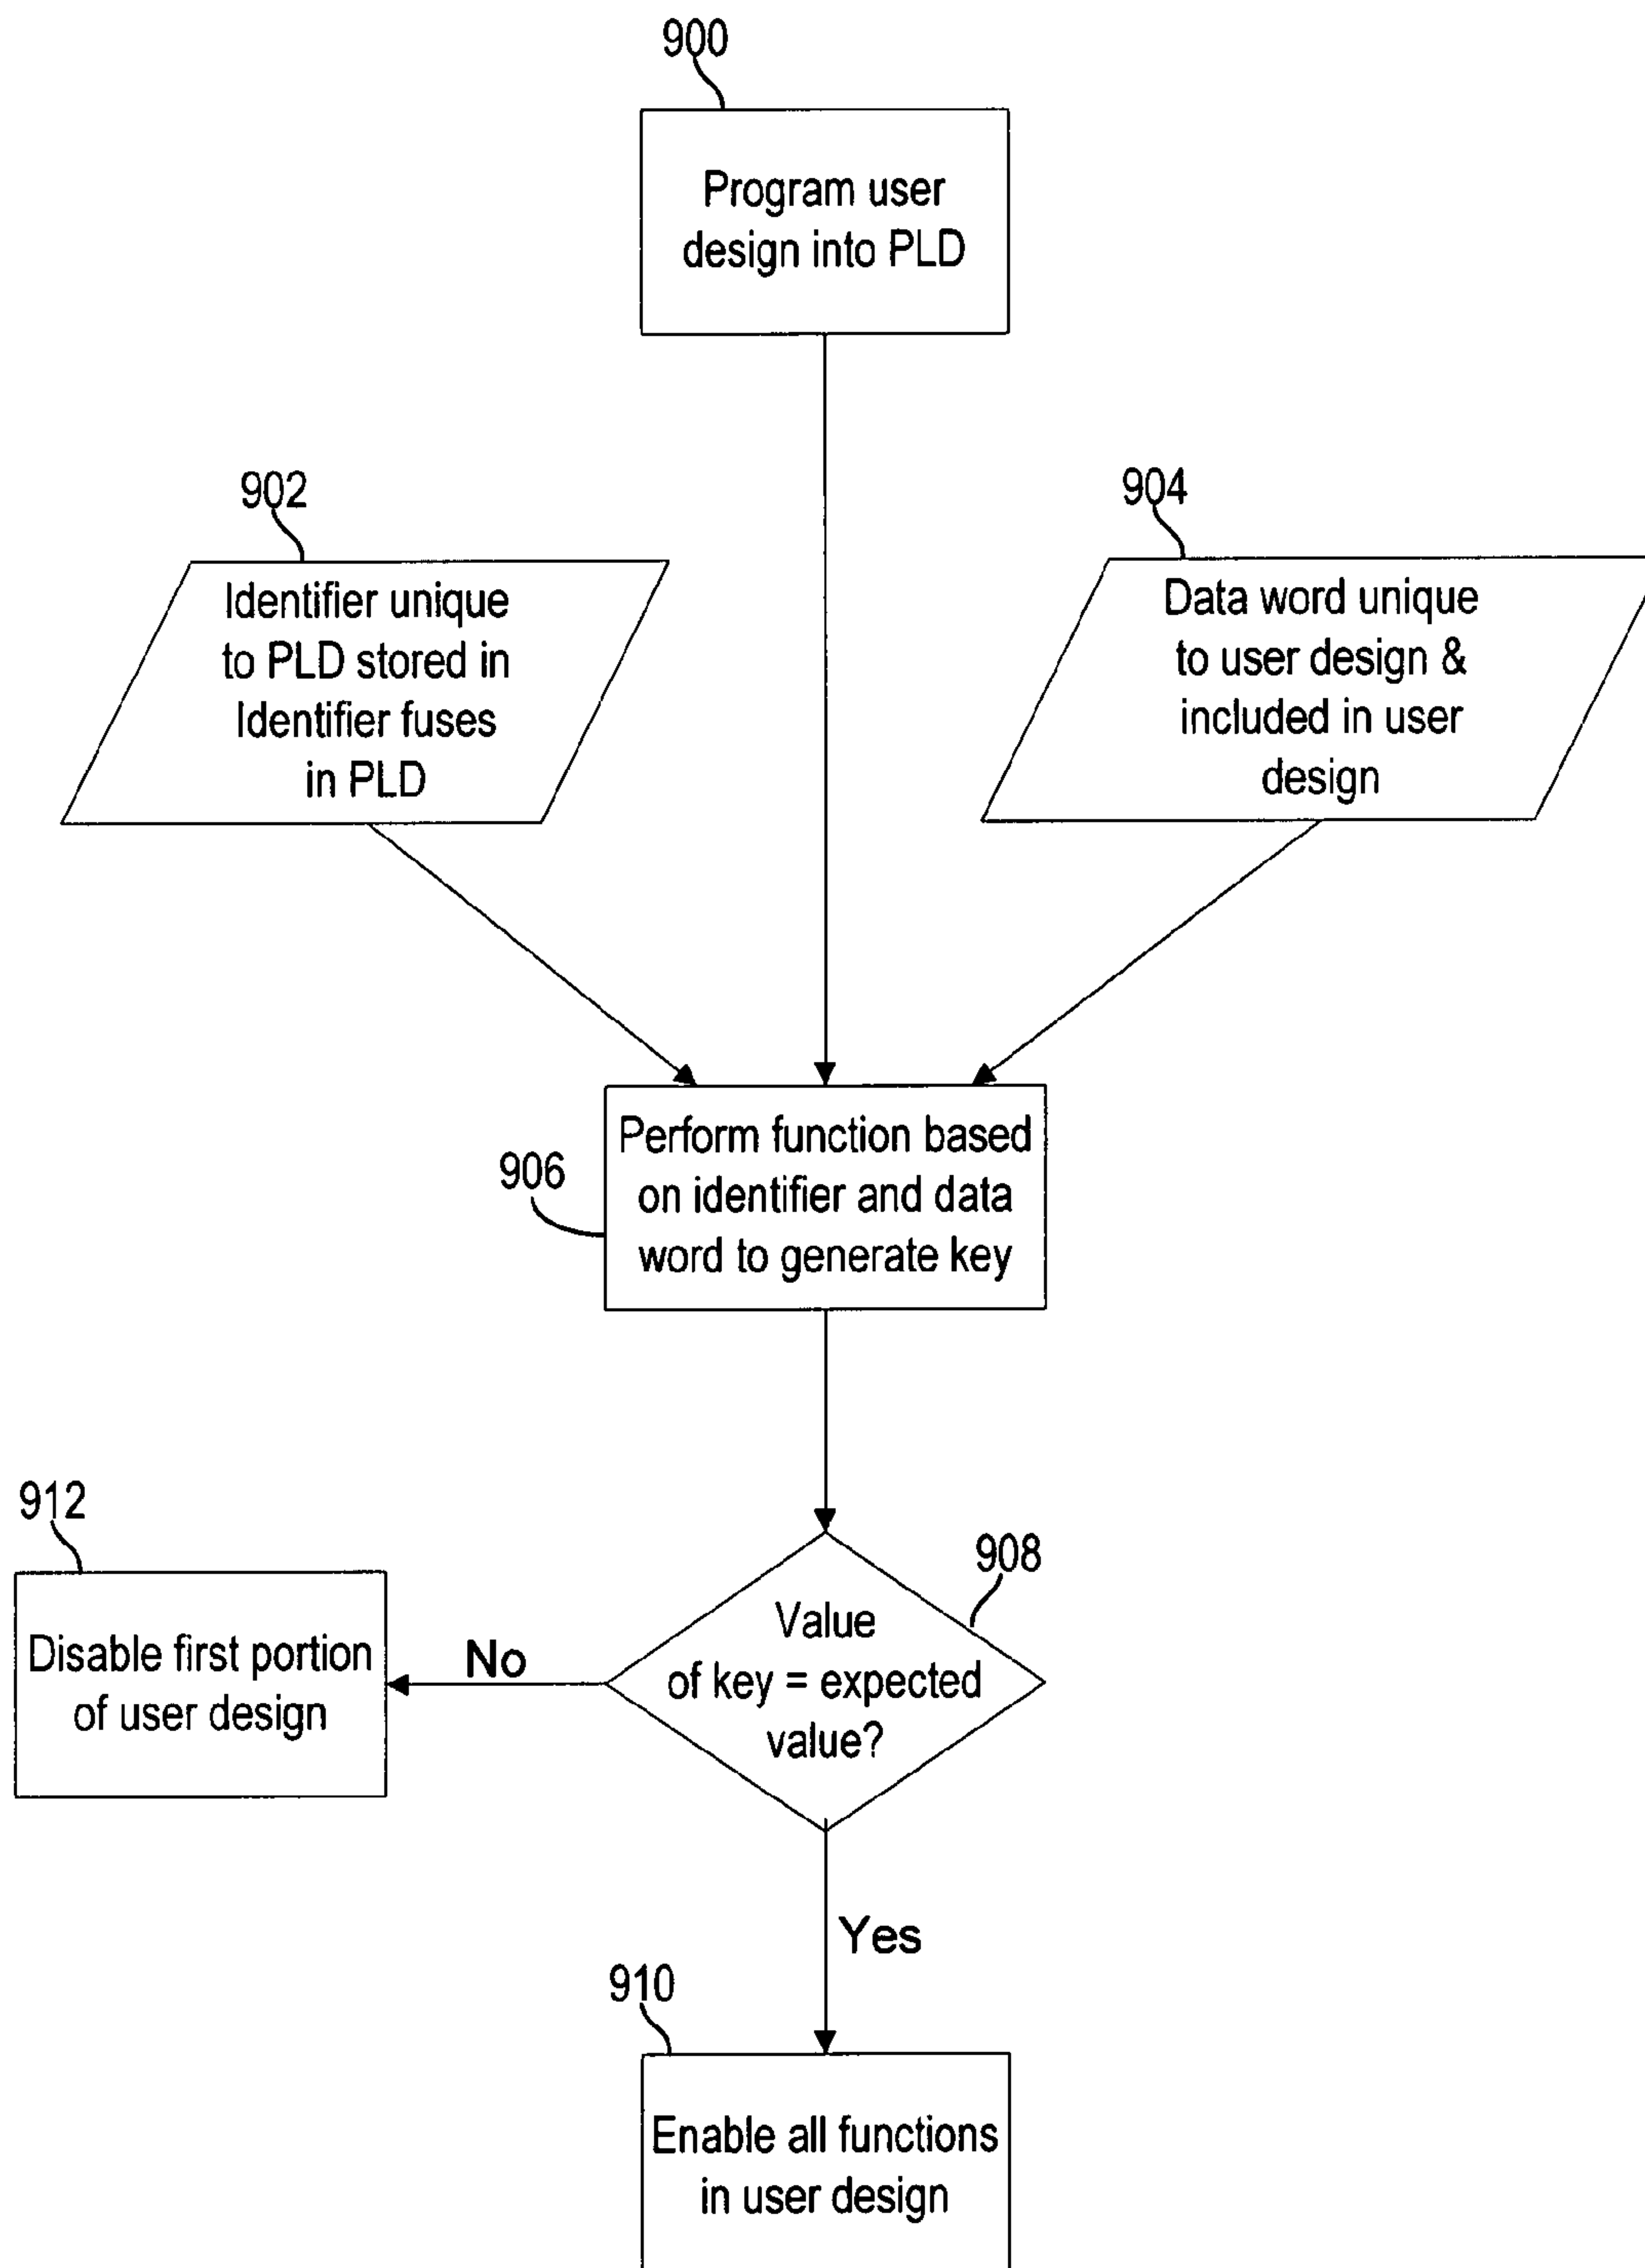 900
Program user
design into PLD
902
Identifier unique
to PLD stored in
Identifier fuses
in PLD
904
Data word unique
to user design &
included in user
design
906
Perform function based
on identifier and data
word to generate key
908
Value
of key = expected
value?
912
Disable first portion
of user design
No
Yes
910
Enable all functions
in user design